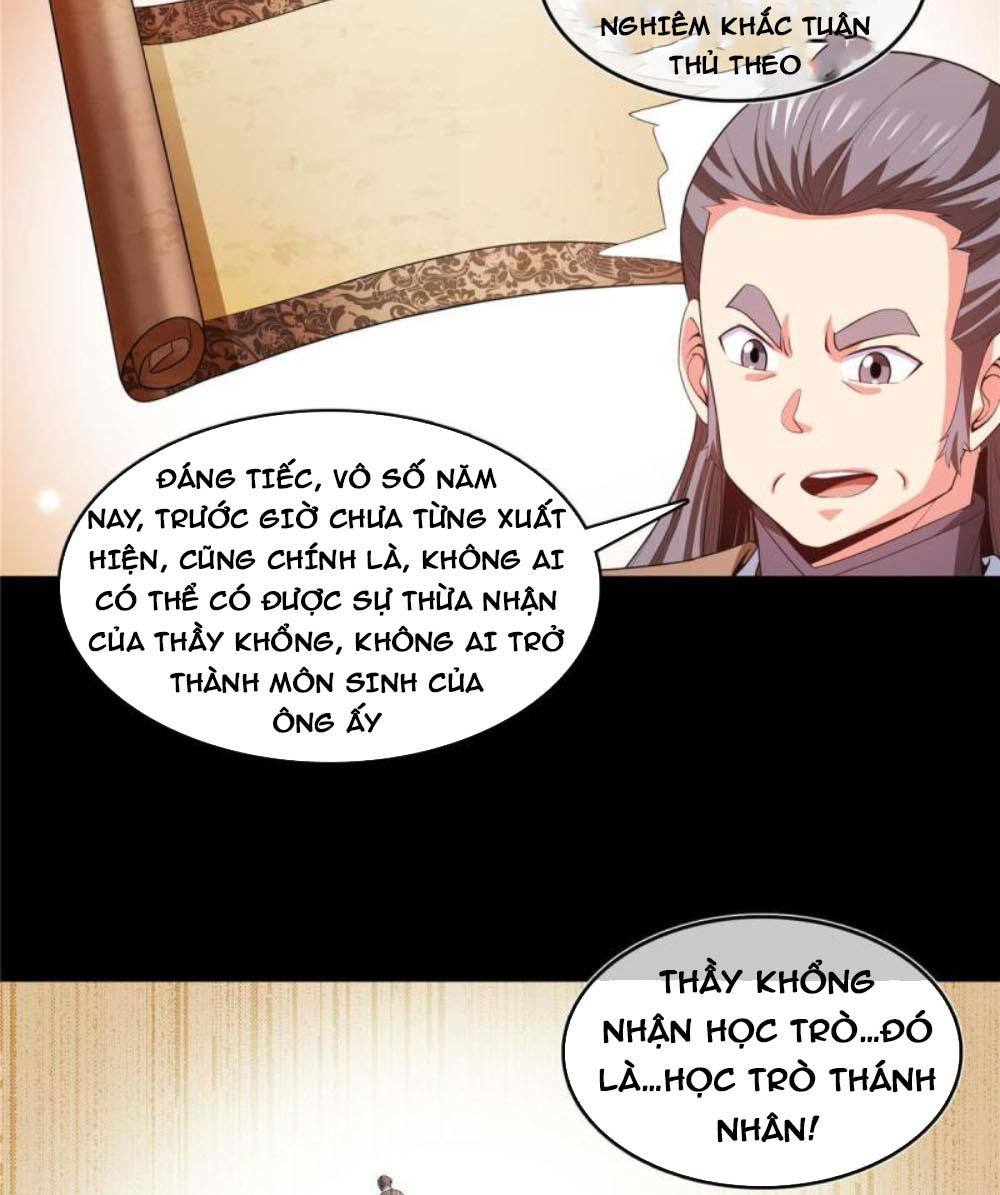 NGHIÊM KHẮC TUÂN
THỦ THEO
ĐÁNG TIẾC, VÔ SỐ NĂM
NAY, TRƯỚC GIỜ CHƯA TỪNG XUẤT
HIỆN, CŨNG CHÍNH LÀ, KHÔNG AI
CÓ THỂ CÓ ĐƯỢC SỰ THỪA NHẬN
CỦA THẦY KHỔNG, KHÔNG AI TRỞ
THÀNH MÔN SINH CỦA
ÔNG ẤY
THẦY KHỔNG
NHẬN HỌC TRÒ...ĐÓ
LÀ...HỌC TRÒ THÁNH
NHÂN!